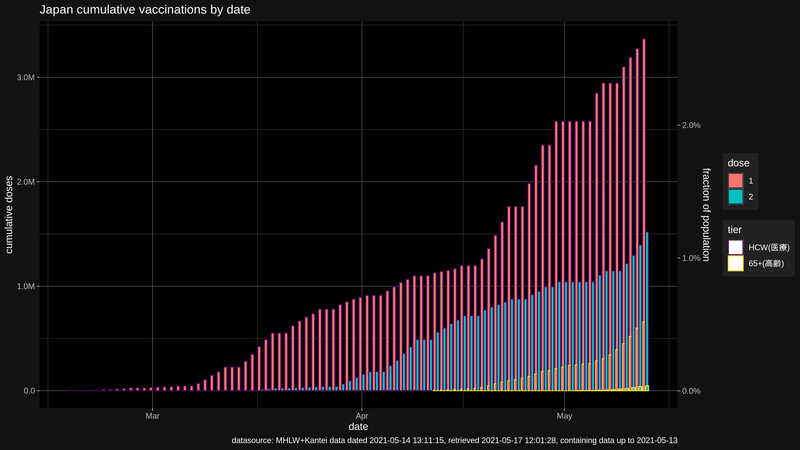 Japan cumulative vaccinations by date
3.0M
2.0M
1.0M
0.0
cumulative doses
2.0%
1.0%
0.0%
fraction of population
Mar
Apr
May
date
dose
1
2
tier
HCW(医療)
65+(高齢)
datasource: MHLW+Kantei data dated 2021-05-14 13:11:15, retrieved 2021-05-17 12:01:28, containing data up to 2021-05-13